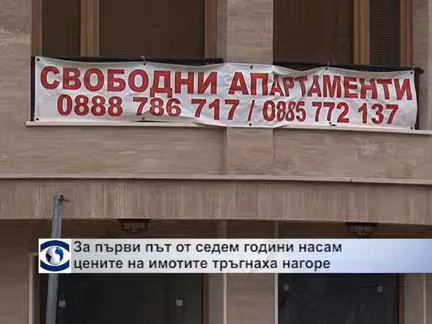 СВОБОДНИ АПАРТАМЕНТИ
0888 786 717 / 0885 772 137
За първи път от седем години насам
цените на имотите тръгнаха нагоре